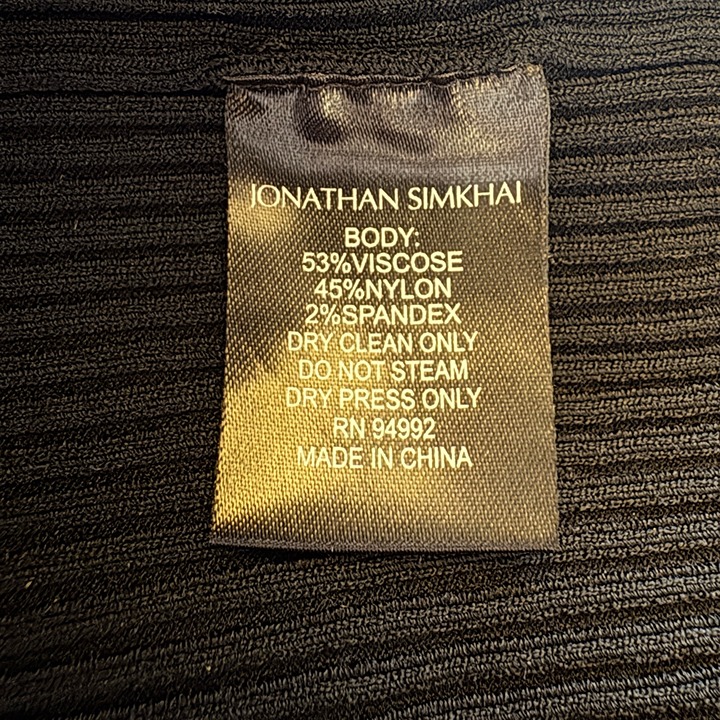 JONATHAN SIMKHAI
BODY:
53%VISCOSE
45%NYLON
2%SPANDEX
DRY CLEAN ONLY
DO NOT STEAM
DRY PRESS ONLY
RN 94992
MADE IN CHINA